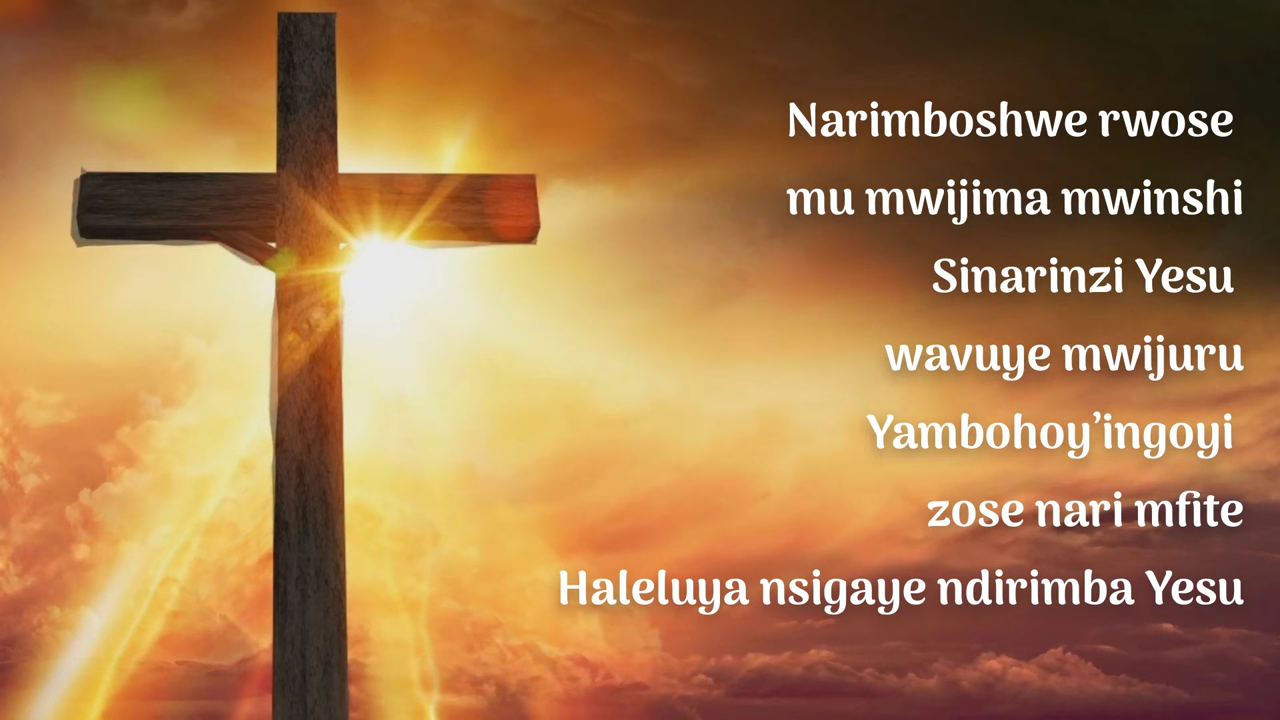 Narimboshwe rwose
mu mwijima mwinshi
Sinarinzi Yesu
wavuye mwijuru
Yambohoy’ingoyi
zose nari mfite
Haleluya nsigaye ndirimba Yesu